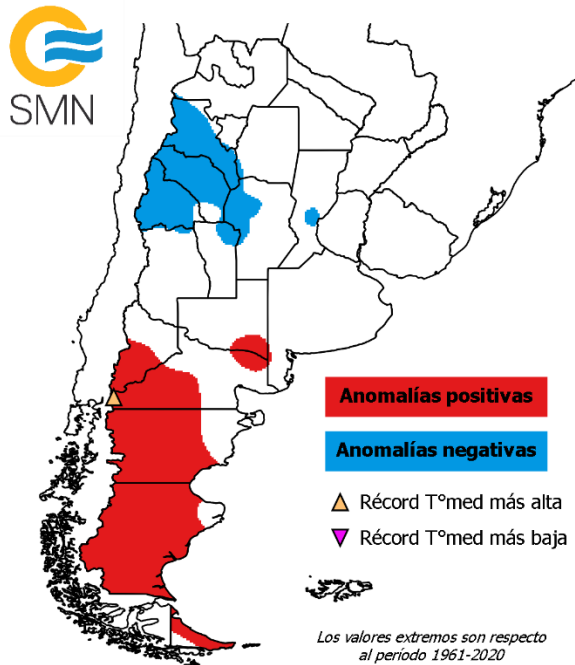 SMN
Anomalías positivas
Anomalías negativas
Récord T°med más alta
Récord T°med más baja
Los valores extremos son respecto
al período 1961-2020